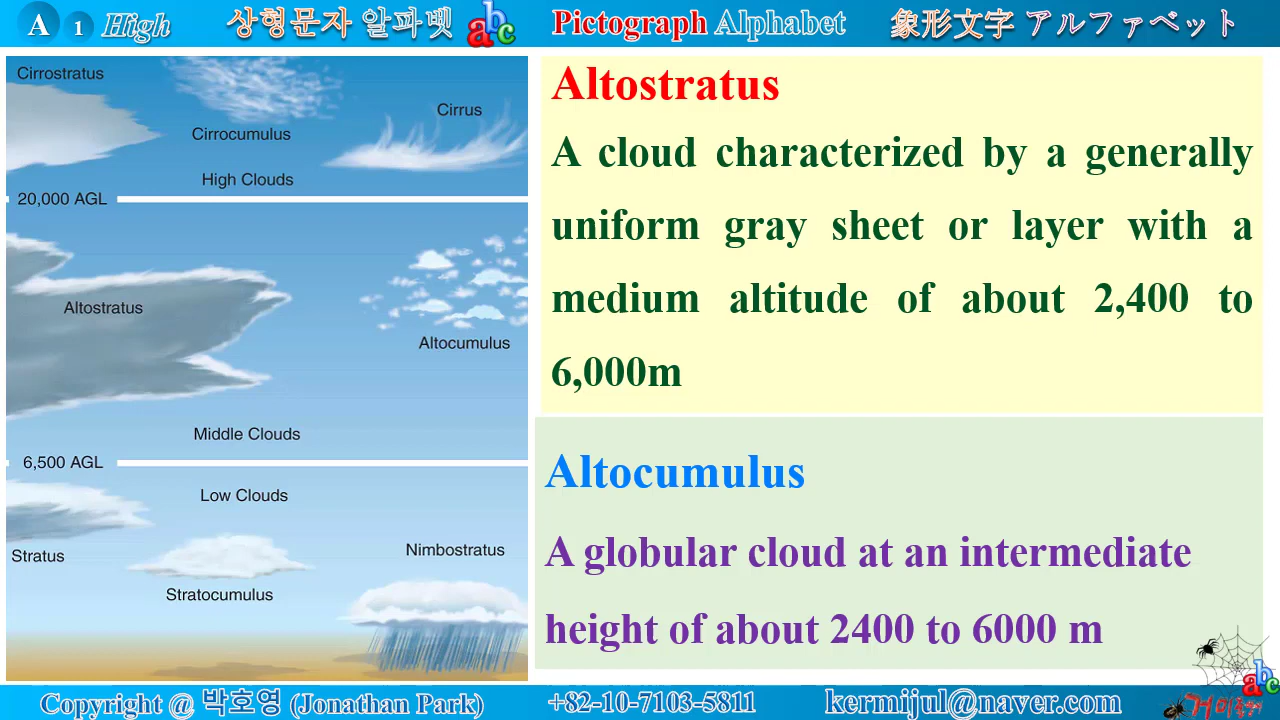 A 1 High 상형문자 알파벳 abc Pictograph Alphabet 象形文字 アルファベット
Cirrostratus
Cirrus
Cirrocumulus
High Clouds
20,000 AGL
Altostratus
Altocumulus
Middle Clouds
6,500 AGL
Low Clouds
Stratus
Nimbostratus
Stratocumulus
Altostratus
A cloud characterized by a generally
uniform gray sheet or layer with a
medium altitude of about 2,400 to
6,000m
Altocumulus
A globular cloud at an intermediate
height of about 2400 to 6000 m
abc
Copyright @ 박호영 (Jonathan Park) +82-10-7103-5811 kermijul@naver.com